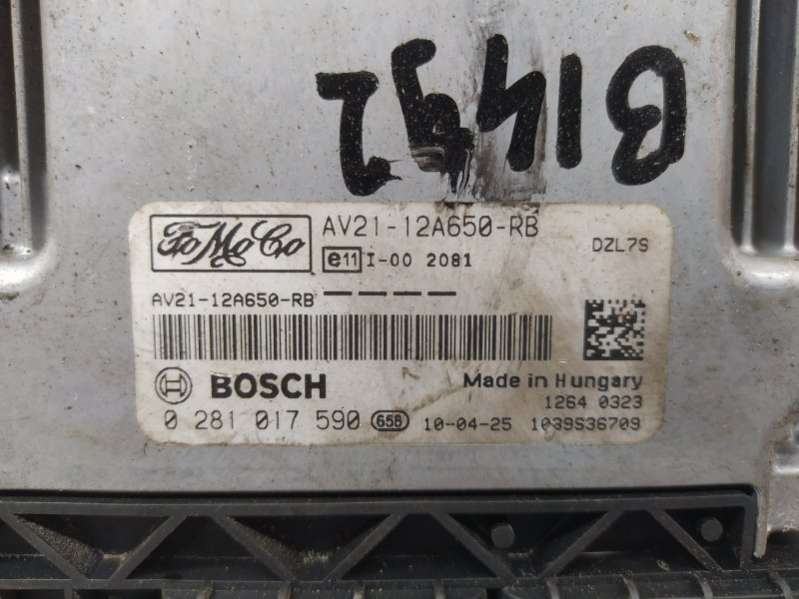 B1492
FoMoCo
AV21-12A650-RB
DZL7S
e11 I-00 2081
AV21-12A650-RB
BOSCH
Made in Hungary
1264 0323
0 281 017 590 656 10-04-25 1039S36709